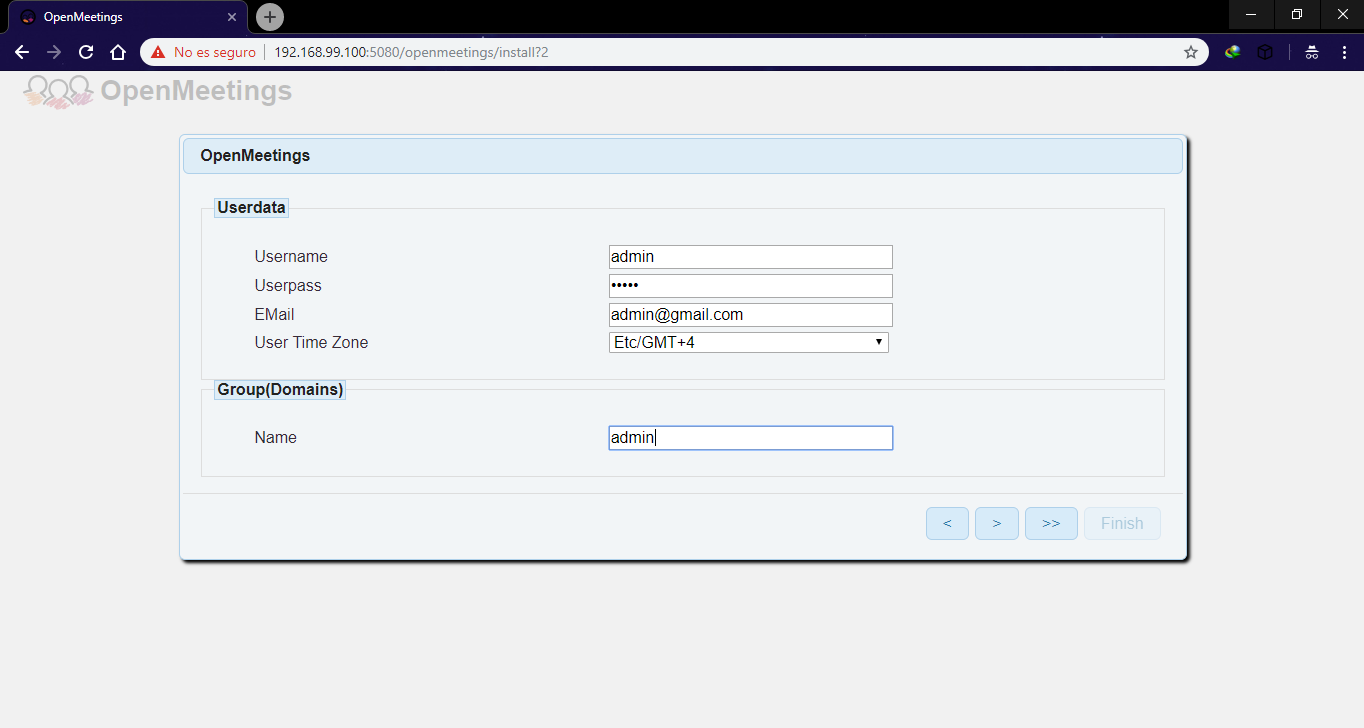 OpenMeetings
No es seguro 192.168.99.100:5080/openmeetings/install?2
OpenMeetings
OpenMeetings
Userdata
Username admin
Userpass •••••
EMail admin@gmail.com
User Time Zone Etc/GMT+4
Group(Domains)
Name admin
< > >> Finish